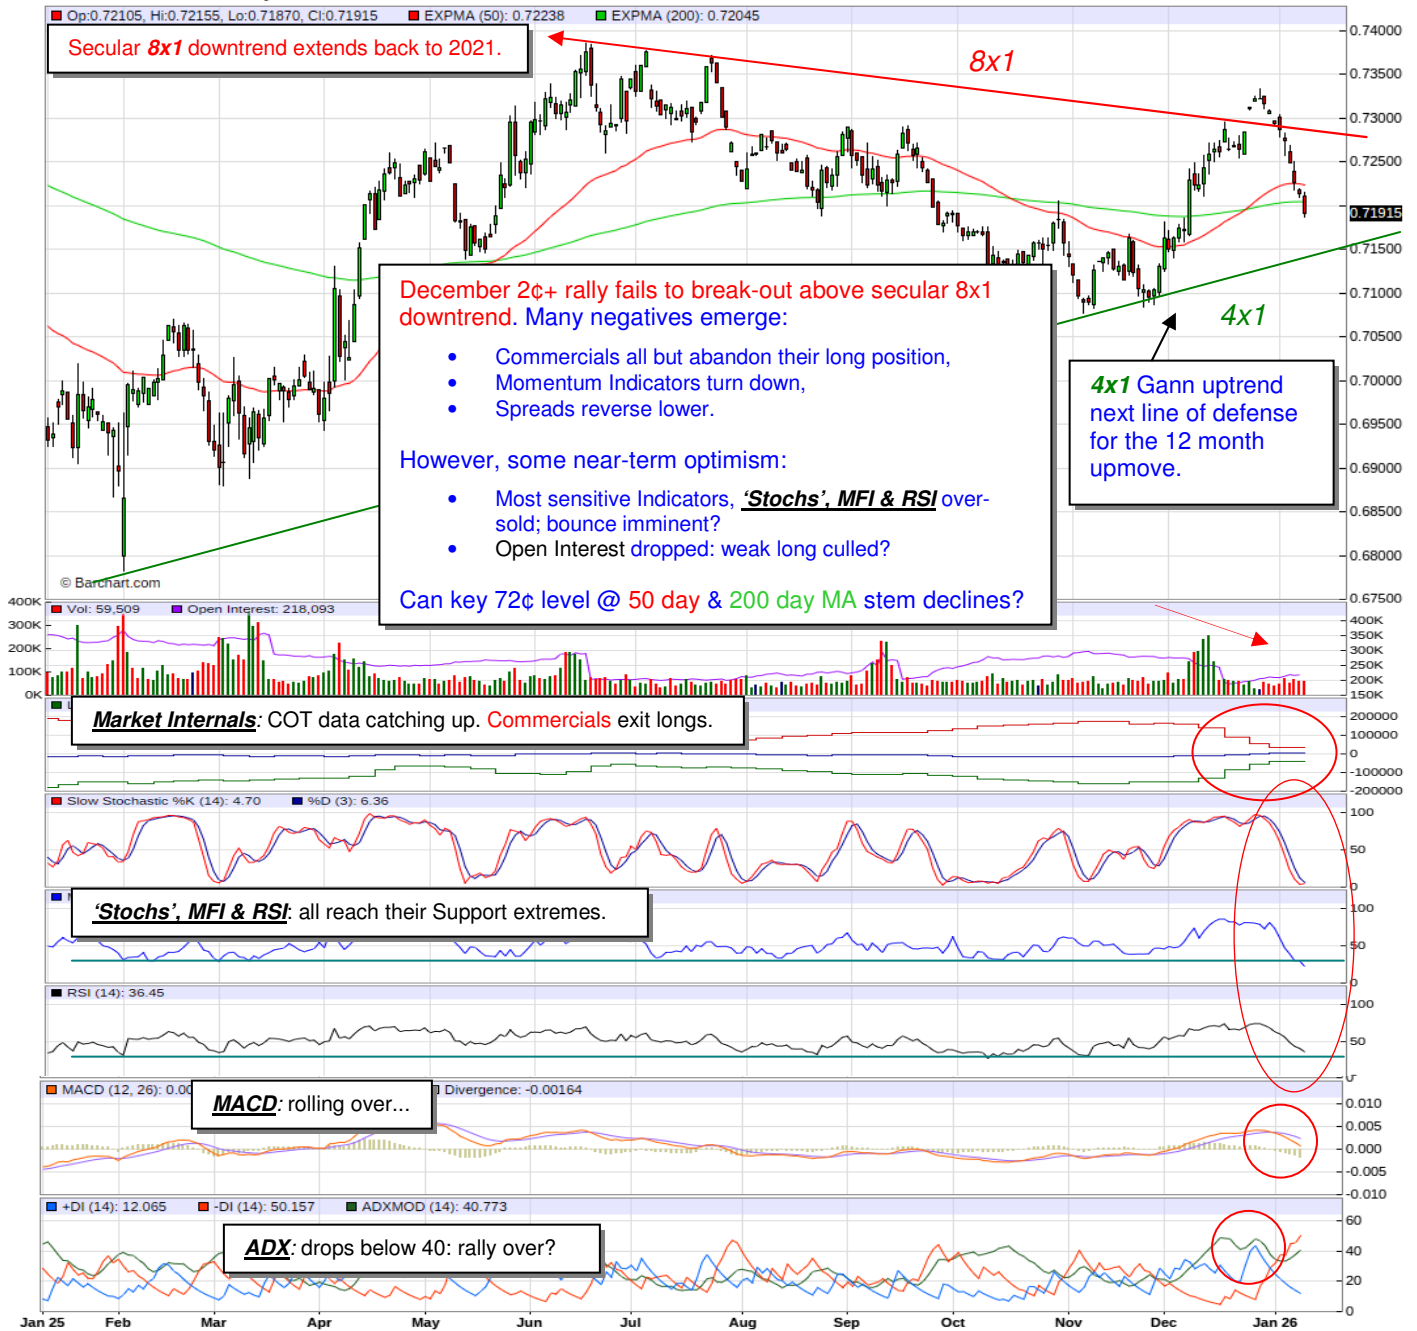 Op:0.72105, Hi:0.72155, Lo:0.71870, Cl:0.71915 EXPMA (50): 0.72238 EXPMA (200): 0.72045
Secular 8x1 downtrend extends back to 2021.
8x1
0.74000
0.73500
0.73000
0.72500
0.71915
0.71500
0.71000
0.70500
0.70000
0.69500
0.69000
0.68500
0.68000
0.67500
December 2¢+ rally fails to break-out above secular 8x1
downtrend. Many negatives emerge:
• Commercials all but abandon their long position,
• Momentum Indicators turn down,
• Spreads reverse lower.
However, some near-term optimism:
• Most sensitive Indicators, ‘Stochs’, MFI & RSI over-
sold; bounce imminent?
• Open Interest dropped: weak long culled?
Can key 72¢ level @ 50 day & 200 day MA stem declines?
4x1
4x1 Gann uptrend
next line of defense
for the 12 month
upmove.
© Barchart.com
Vol: 59,509 Open Interest: 218,093
400K
300K
200K
100K
0K
400K
350K
300K
250K
200K
150K
Market Internals: COT data catching up. Commercials exit longs.
200000
100000
0
-100000
-200000
Slow Stochastic %K (14): 4.70 %D (3): 6.36
100
50
0
‘Stochs’, MFI & RSI: all reach their Support extremes.
100
50
0
RSI (14): 36.45
100
50
0
MACD (12, 26): 0.00 Divergence: -0.00164
MACD: rolling over...
0.010
0.005
0.000
-0.005
-0.010
+DI (14): 12.065 -DI (14): 50.157 ADXMOD (14): 40.773
ADX: drops below 40: rally over?
60
40
20
0
Jan 25 Feb Mar Apr May Jun Jul Aug Sep Oct Nov Dec Jan 26